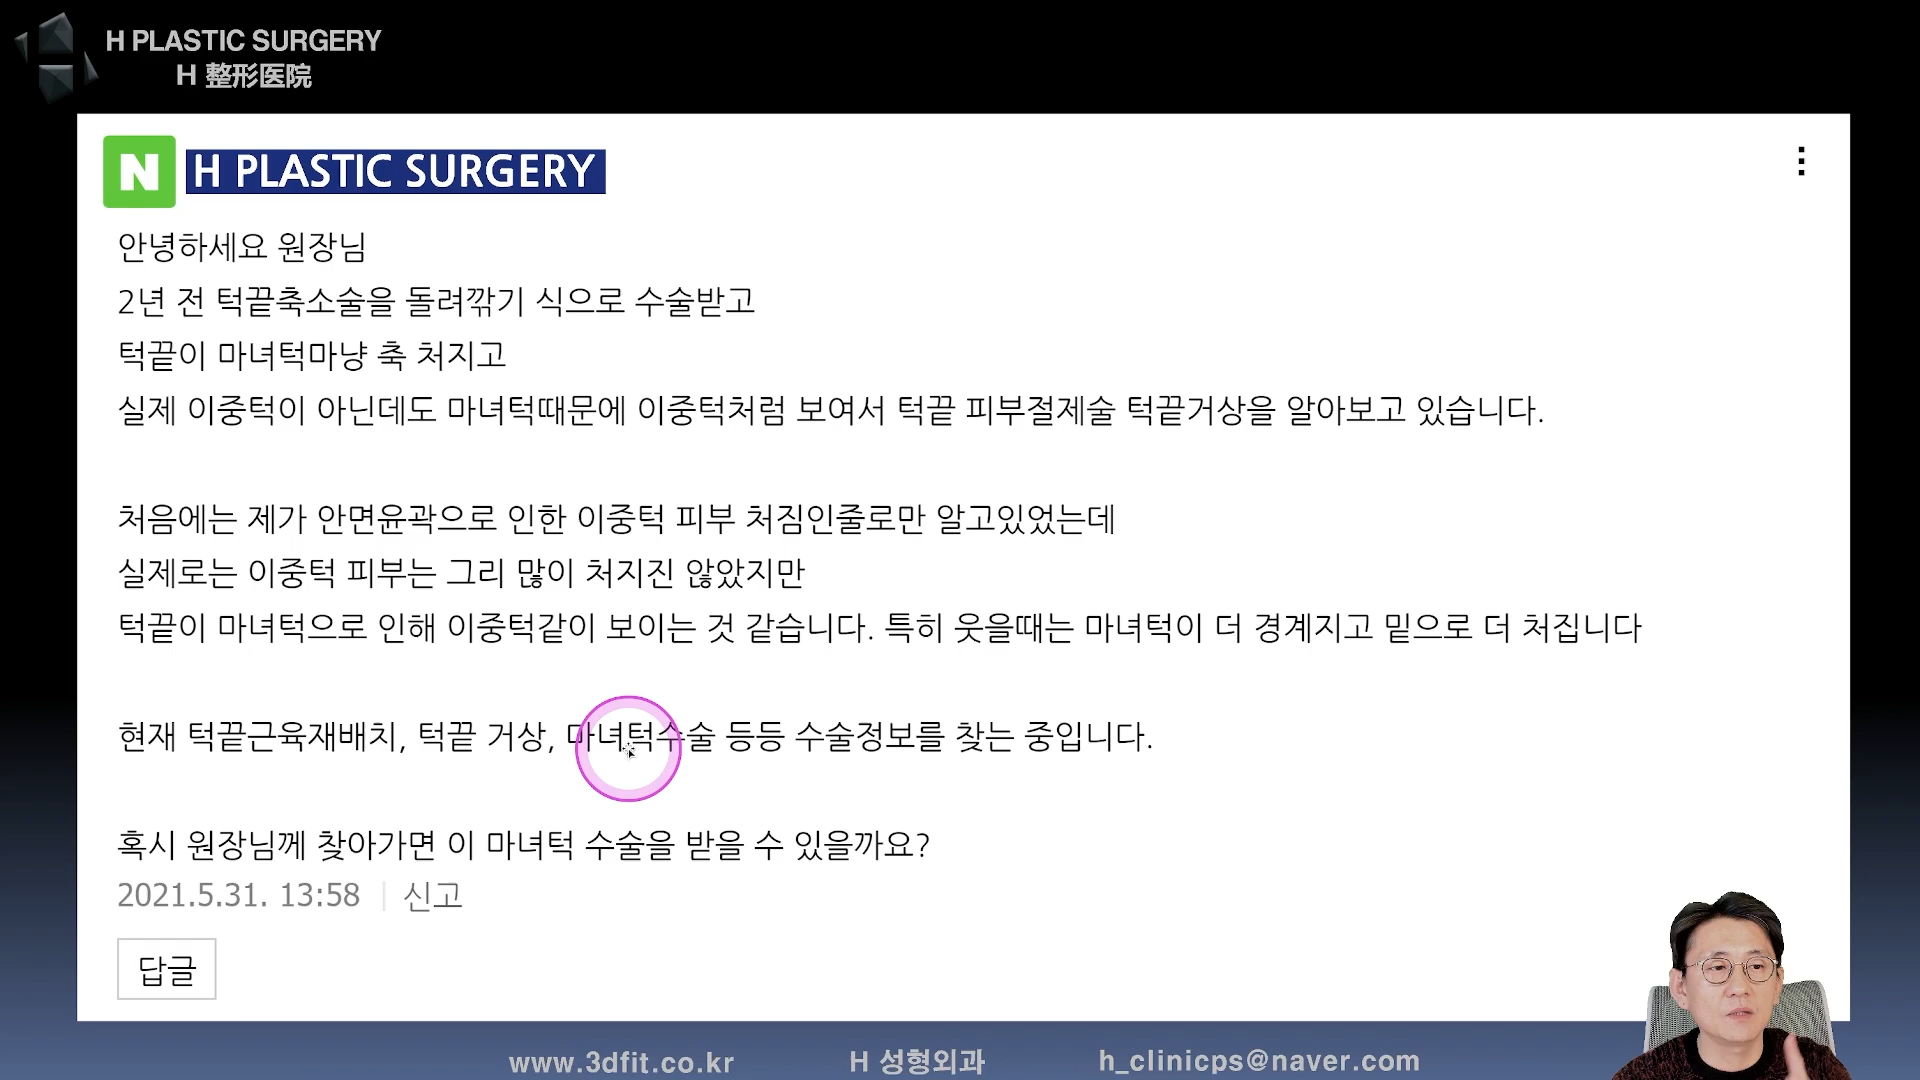 H PLASTIC SURGERY
H 整形医院
N H PLASTIC SURGERY
안녕하세요 원장님
2년 전 턱끝축소술을 돌려깎기 식으로 수술받고
턱끝이 마녀턱마냥 축 처지고
실제 이중턱이 아닌데도 마녀턱때문에 이중턱처럼 보여서 턱끝 피부절제술 턱끝거상을 알아보고 있습니다.
처음에는 제가 안면윤곽으로 인한 이중턱 피부 처짐인줄로만 알고있었는데
실제로는 이중턱 피부는 그리 많이 처지진 않았지만
턱끝이 마녀턱으로 인해 이중턱같이 보이는 것 같습니다. 특히 웃을때는 마녀턱이 더 경계지고 밑으로 더 처집니다
현재 턱끝근육재배치, 턱끝 거상, 마녀턱수술 등등 수술정보를 찾는 중입니다.
혹시 원장님께 찾아가면 이 마녀턱 수술을 받을 수 있을까요?
2021.5.31. 13:58 신고
답글
www.3dfit.co.kr H 성형외과 h_clinicps@naver.com